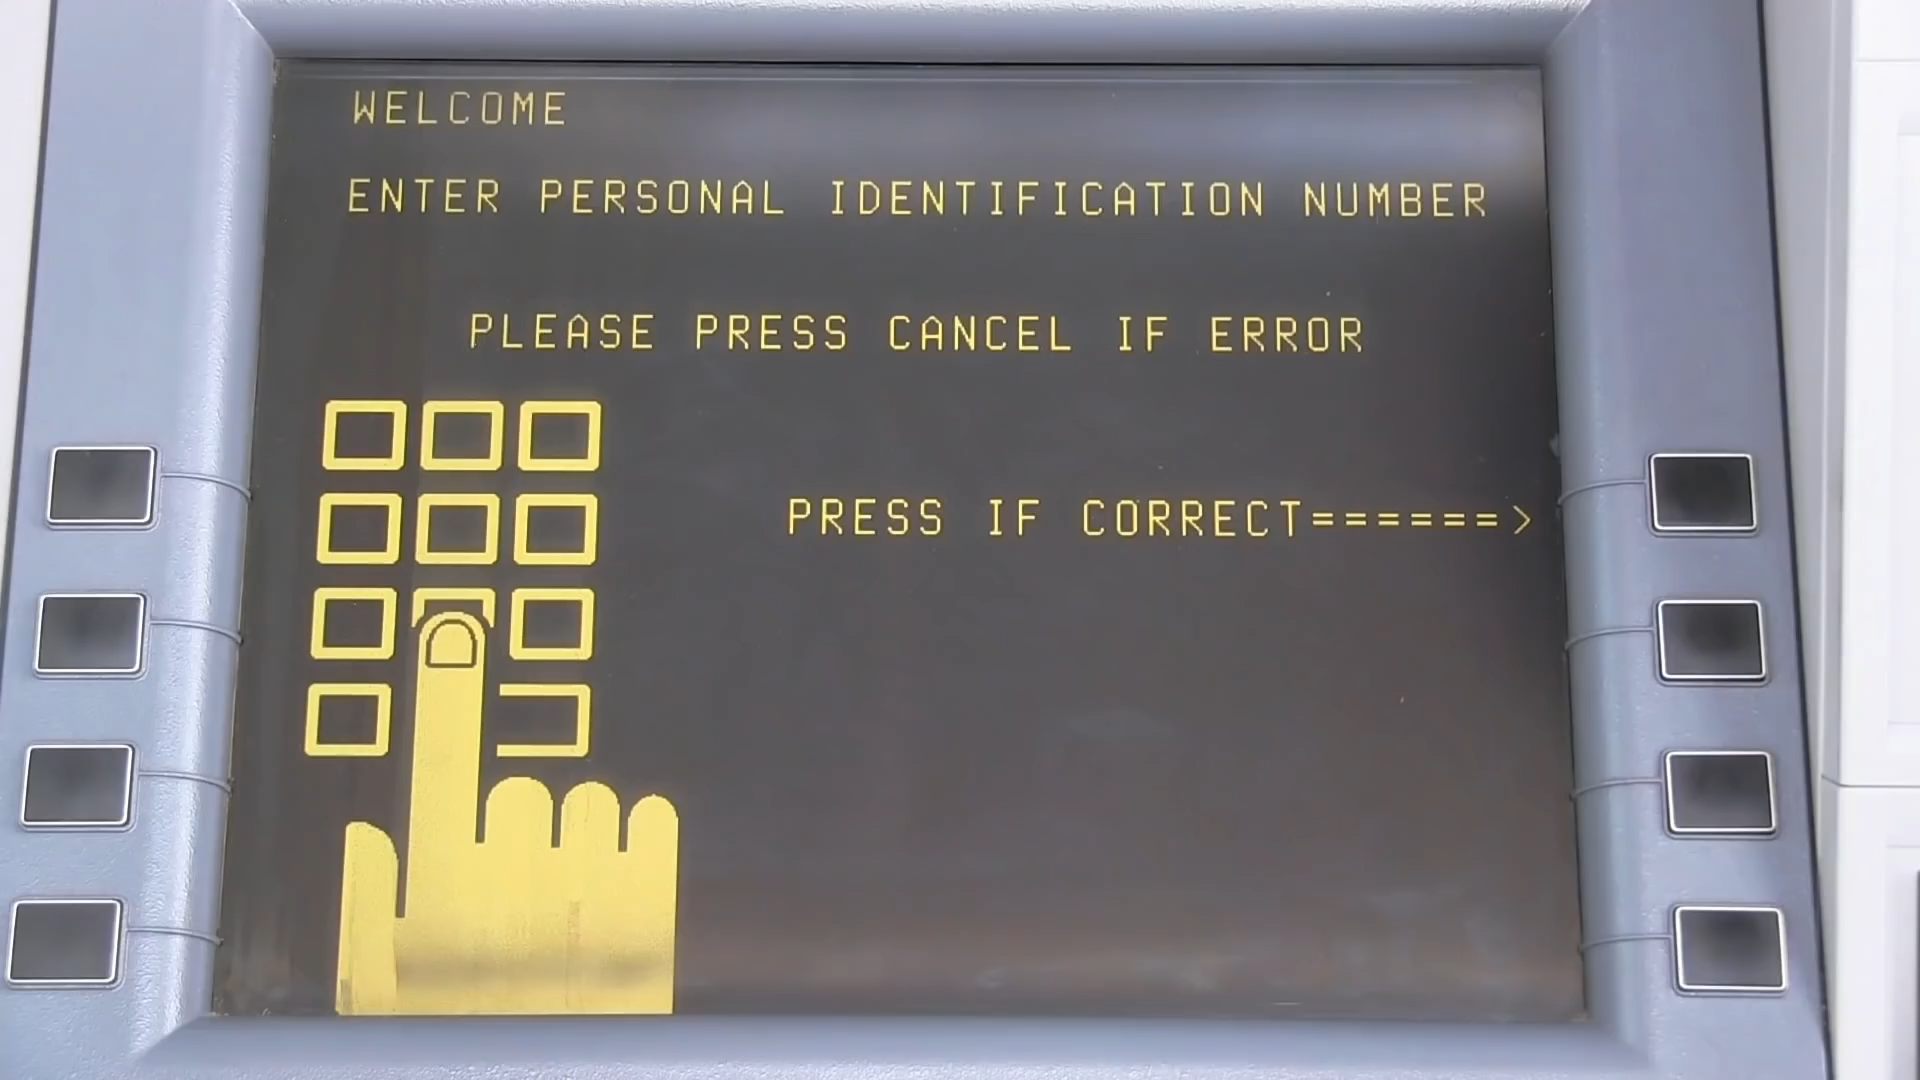 WELCOME
ENTER PERSONAL IDENTIFICATION NUMBER
PLEASE PRESS CANCEL IF ERROR
PRESS IF CORRECT======>